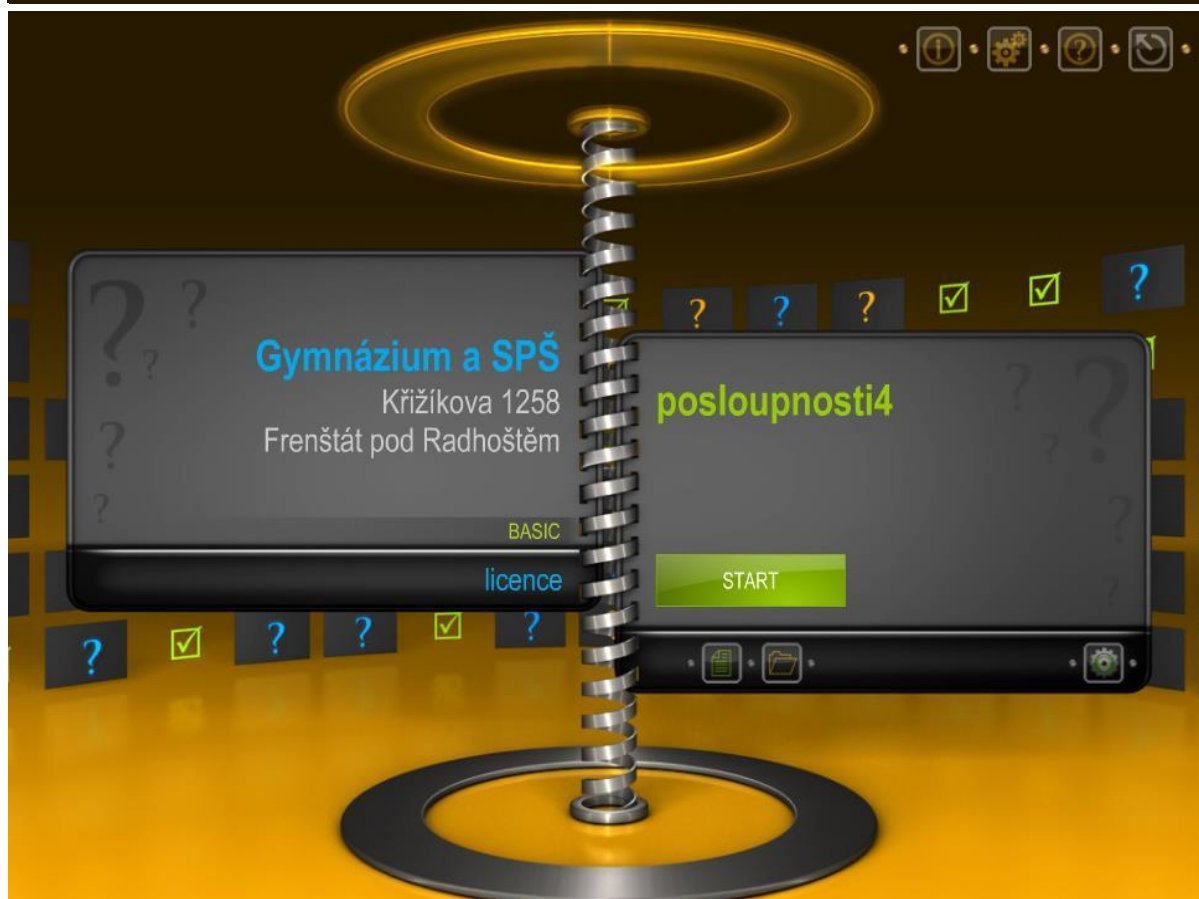 Gymnázium a SPŠ
Křižíkova 1258
Frenštát pod Radhoštěm
BASIC
licence
posloupnosti4
START